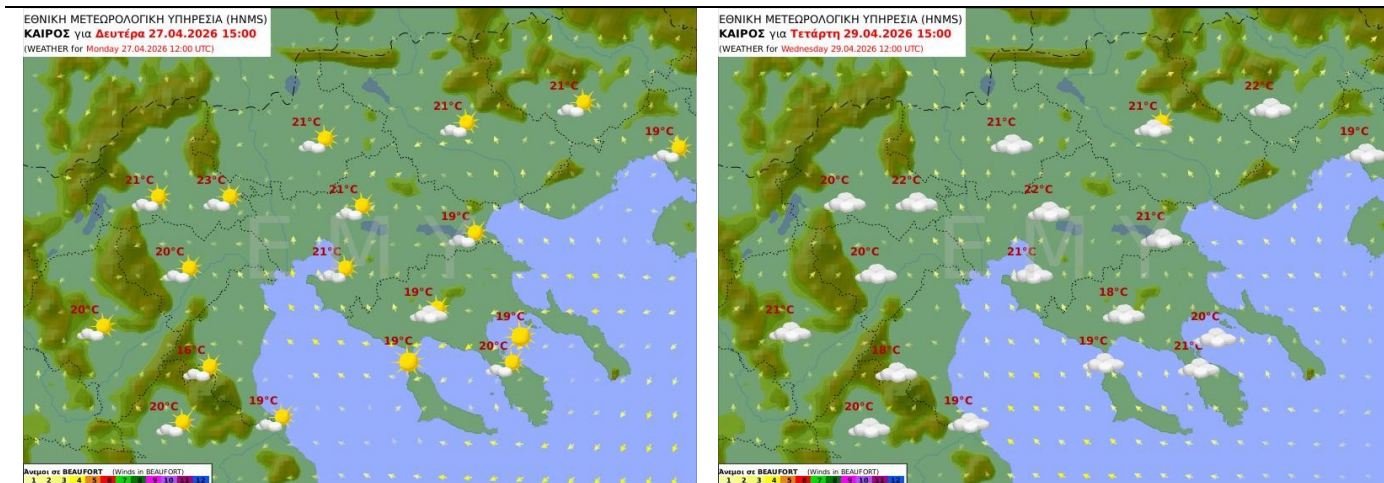 ΕΘΝΙΚΗ ΜΕΤΕΩΡΟΛΟΓΙΚΗ ΥΠΗΡΕΣΙΑ (HNMS)
ΚΑΙΡΟΣ για Δευτέρα 27.04.2026 15:00
(WEATHER for Monday 27.04.2026 12:00 UTC)
21°C
21°C
21°C
19°C
21°C
23°C
21°C
19°C
20°C
21°C
19°C
20°C
19°C
16°C
19°C
20°C
20°C
19°C
E M Y
Άνεμοι σε BEAUFORT (Winds in BEAUFORT)
1 2 3 4 5 6 7 8 9 10 11 12
ΕΘΝΙΚΗ ΜΕΤΕΩΡΟΛΟΓΙΚΗ ΥΠΗΡΕΣΙΑ (HNMS)
ΚΑΙΡΟΣ για Τετάρτη 29.04.2026 15:00
(WEATHER for Wednesday 29.04.2026 12:00 UTC)
22°C
21°C
21°C
19°C
20°C
22°C
22°C
21°C
20°C
21°C
18°C
21°C
20°C
19°C
21°C
18°C
20°C
19°C
E M Y
Άνεμοι σε BEAUFORT (Winds in BEAUFORT)
1 2 3 4 5 6 7 8 9 10 11 12